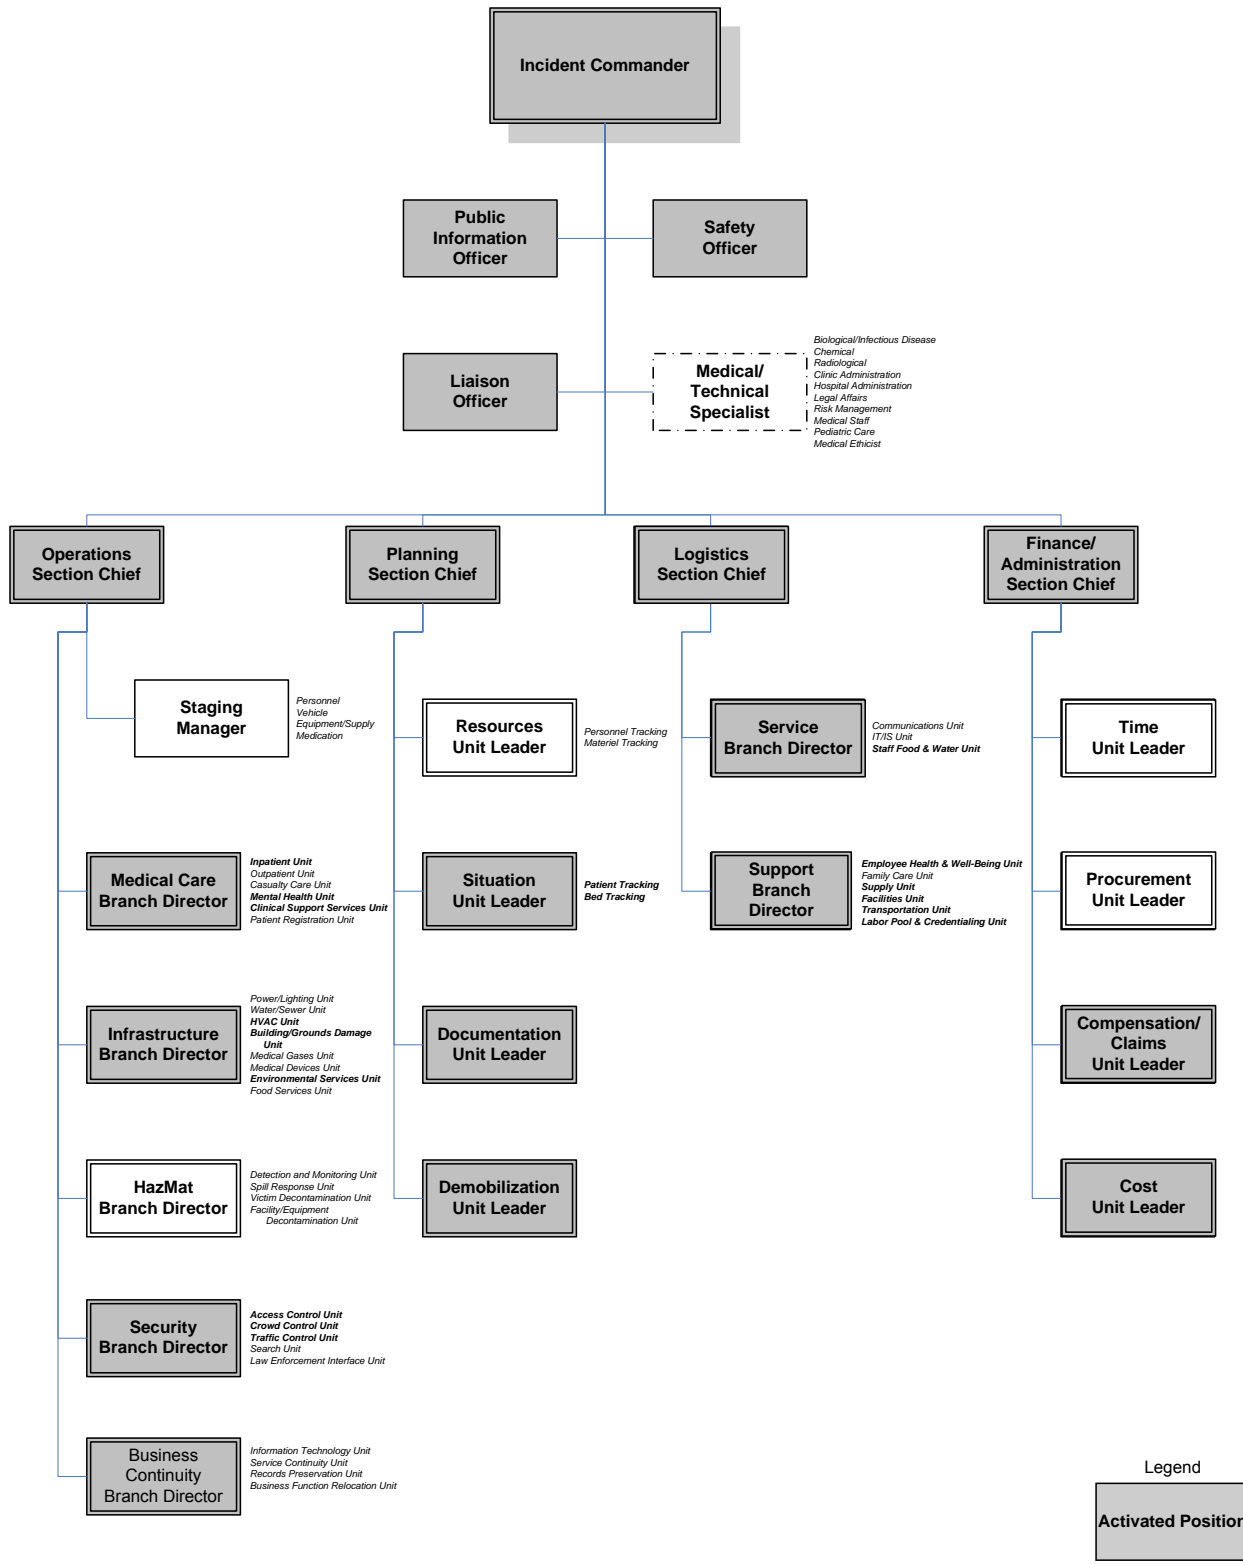 Incident Commander
Public
Information
Officer
Safety
Officer
Liaison
Officer
Medical/
Technical
Specialist
Biological/Infectious Disease
Chemical
Radiological
Clinic Administration
Hospital Administration
Legal Affairs
Risk Management
Medical Staff
Pediatric Care
Medical Ethicist
Operations
Section Chief
Planning
Section Chief
Logistics
Section Chief
Finance/
Administration
Section Chief
Staging
Manager
Personnel
Vehicle
Equipment/Supply
Medication
Resources
Unit Leader
Personnel Tracking
Materiel Tracking
Service
Branch Director
Communications Unit
IT/IS Unit
Staff Food & Water Unit
Time
Unit Leader
Medical Care
Branch Director
Inpatient Unit
Outpatient Unit
Casualty Care Unit
Mental Health Unit
Clinical Support Services Unit
Patient Registration Unit
Situation
Unit Leader
Patient Tracking
Bed Tracking
Support
Branch
Director
Employee Health & Well-Being Unit
Family Care Unit
Supply Unit
Facilities Unit
Transportation Unit
Labor Pool & Credentialing Unit
Procurement
Unit Leader
Infrastructure
Branch Director
Power/Lighting Unit
Water/Sewer Unit
HVAC Unit
Building/Grounds Damage
Unit
Medical Gases Unit
Medical Devices Unit
Environmental Services Unit
Food Services Unit
Documentation
Unit Leader
Compensation/
Claims
Unit Leader
HazMat
Branch Director
Detection and Monitoring Unit
Spill Response Unit
Victim Decontamination Unit
Facility/Equipment
Decontamination Unit
Demobilization
Unit Leader
Cost
Unit Leader
Security
Branch Director
Access Control Unit
Crowd Control Unit
Traffic Control Unit
Search Unit
Law Enforcement Interface Unit
Business
Continuity
Branch Director
Information Technology Unit
Service Continuity Unit
Records Preservation Unit
Business Function Relocation Unit
Legend
Activated Position